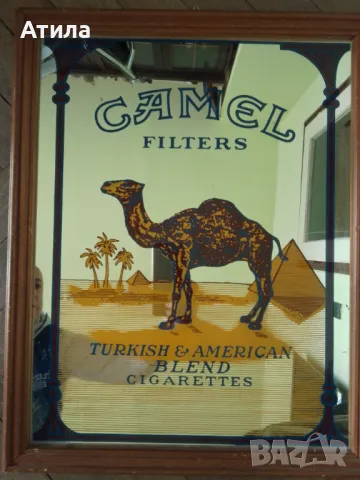 Атила
CAMEL
FILTERS
TURKISH & AMERICAN
BLEND
CIGARETTES
BAZAR